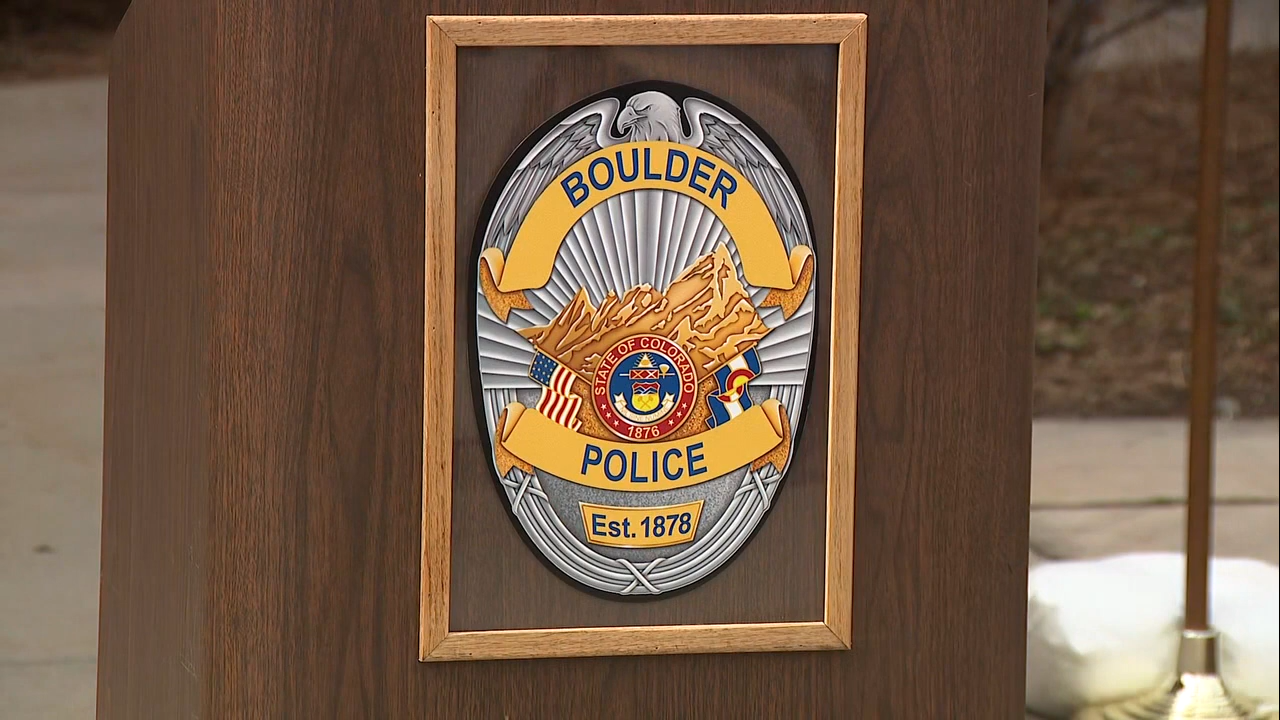 BOULDER
STATE OF COLORADO
1876
POLICE
Est. 1878